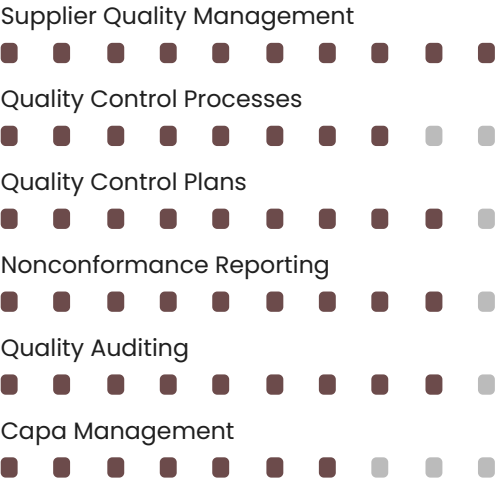 Supplier Quality Management
Quality Control Processes
Quality Control Plans
Nonconformance Reporting
Quality Auditing
Capa Management